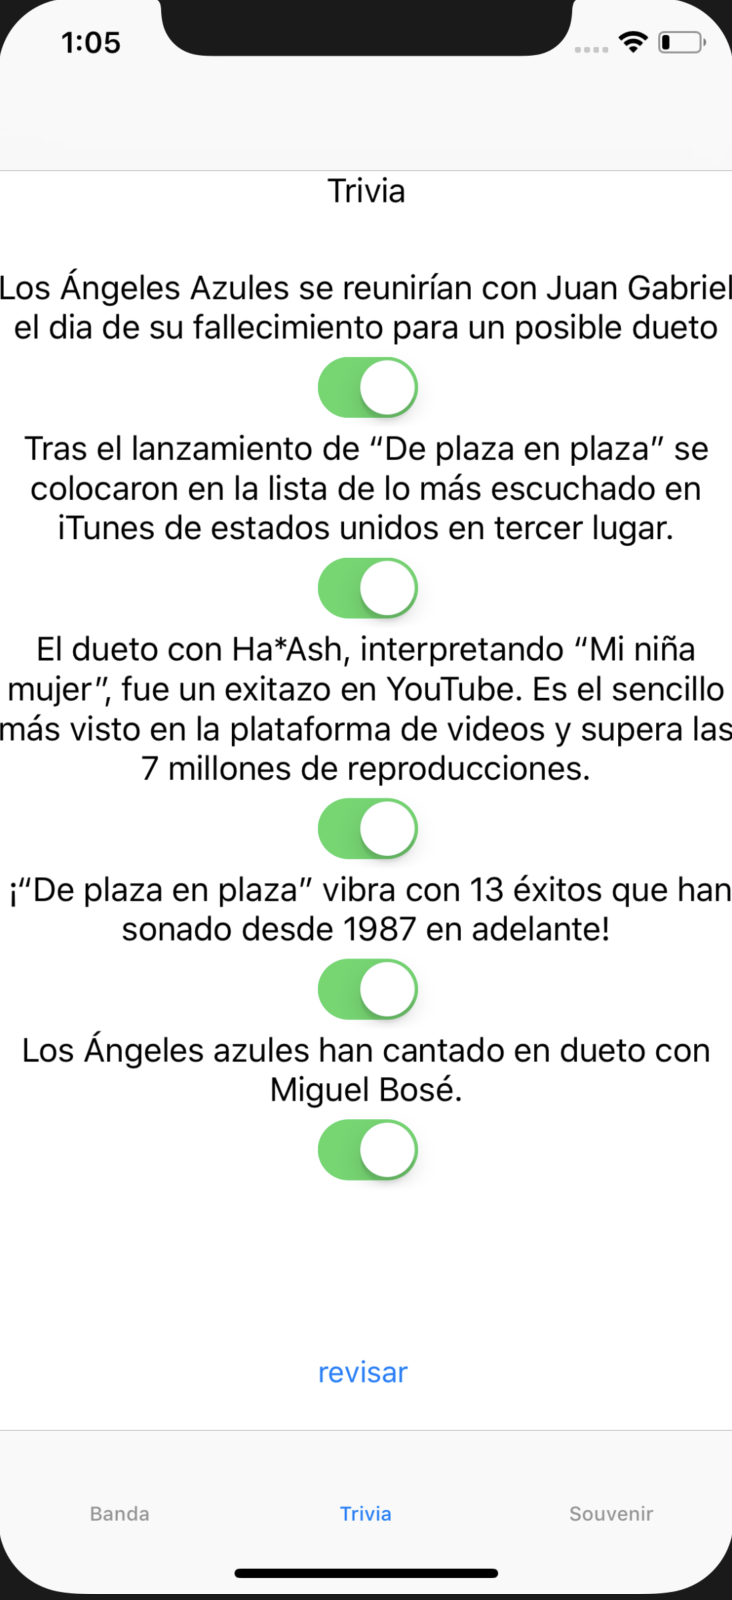 1:05
Trivia
Los Ángeles Azules se reunirían con Juan Gabriel
el dia de su fallecimiento para un posible dueto
Tras el lanzamiento de “De plaza en plaza” se
colocaron en la lista de lo más escuchado en
iTunes de estados unidos en tercer lugar.
El dueto con Ha*Ash, interpretando “Mi niña
mujer”, fue un exitazo en YouTube. Es el sencillo
más visto en la plataforma de videos y supera las
7 millones de reproducciones.
¡“De plaza en plaza” vibra con 13 éxitos que han
sonado desde 1987 en adelante!
Los Ángeles azules han cantado en dueto con
Miguel Bosé.
revisar
Banda Trivia Souvenir